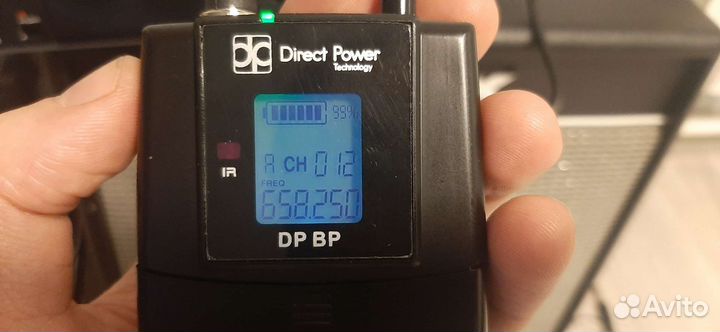 dp Direct Power
Technology
99%
A CH 012
FREQ
658.250
IR
DP BP
Avito